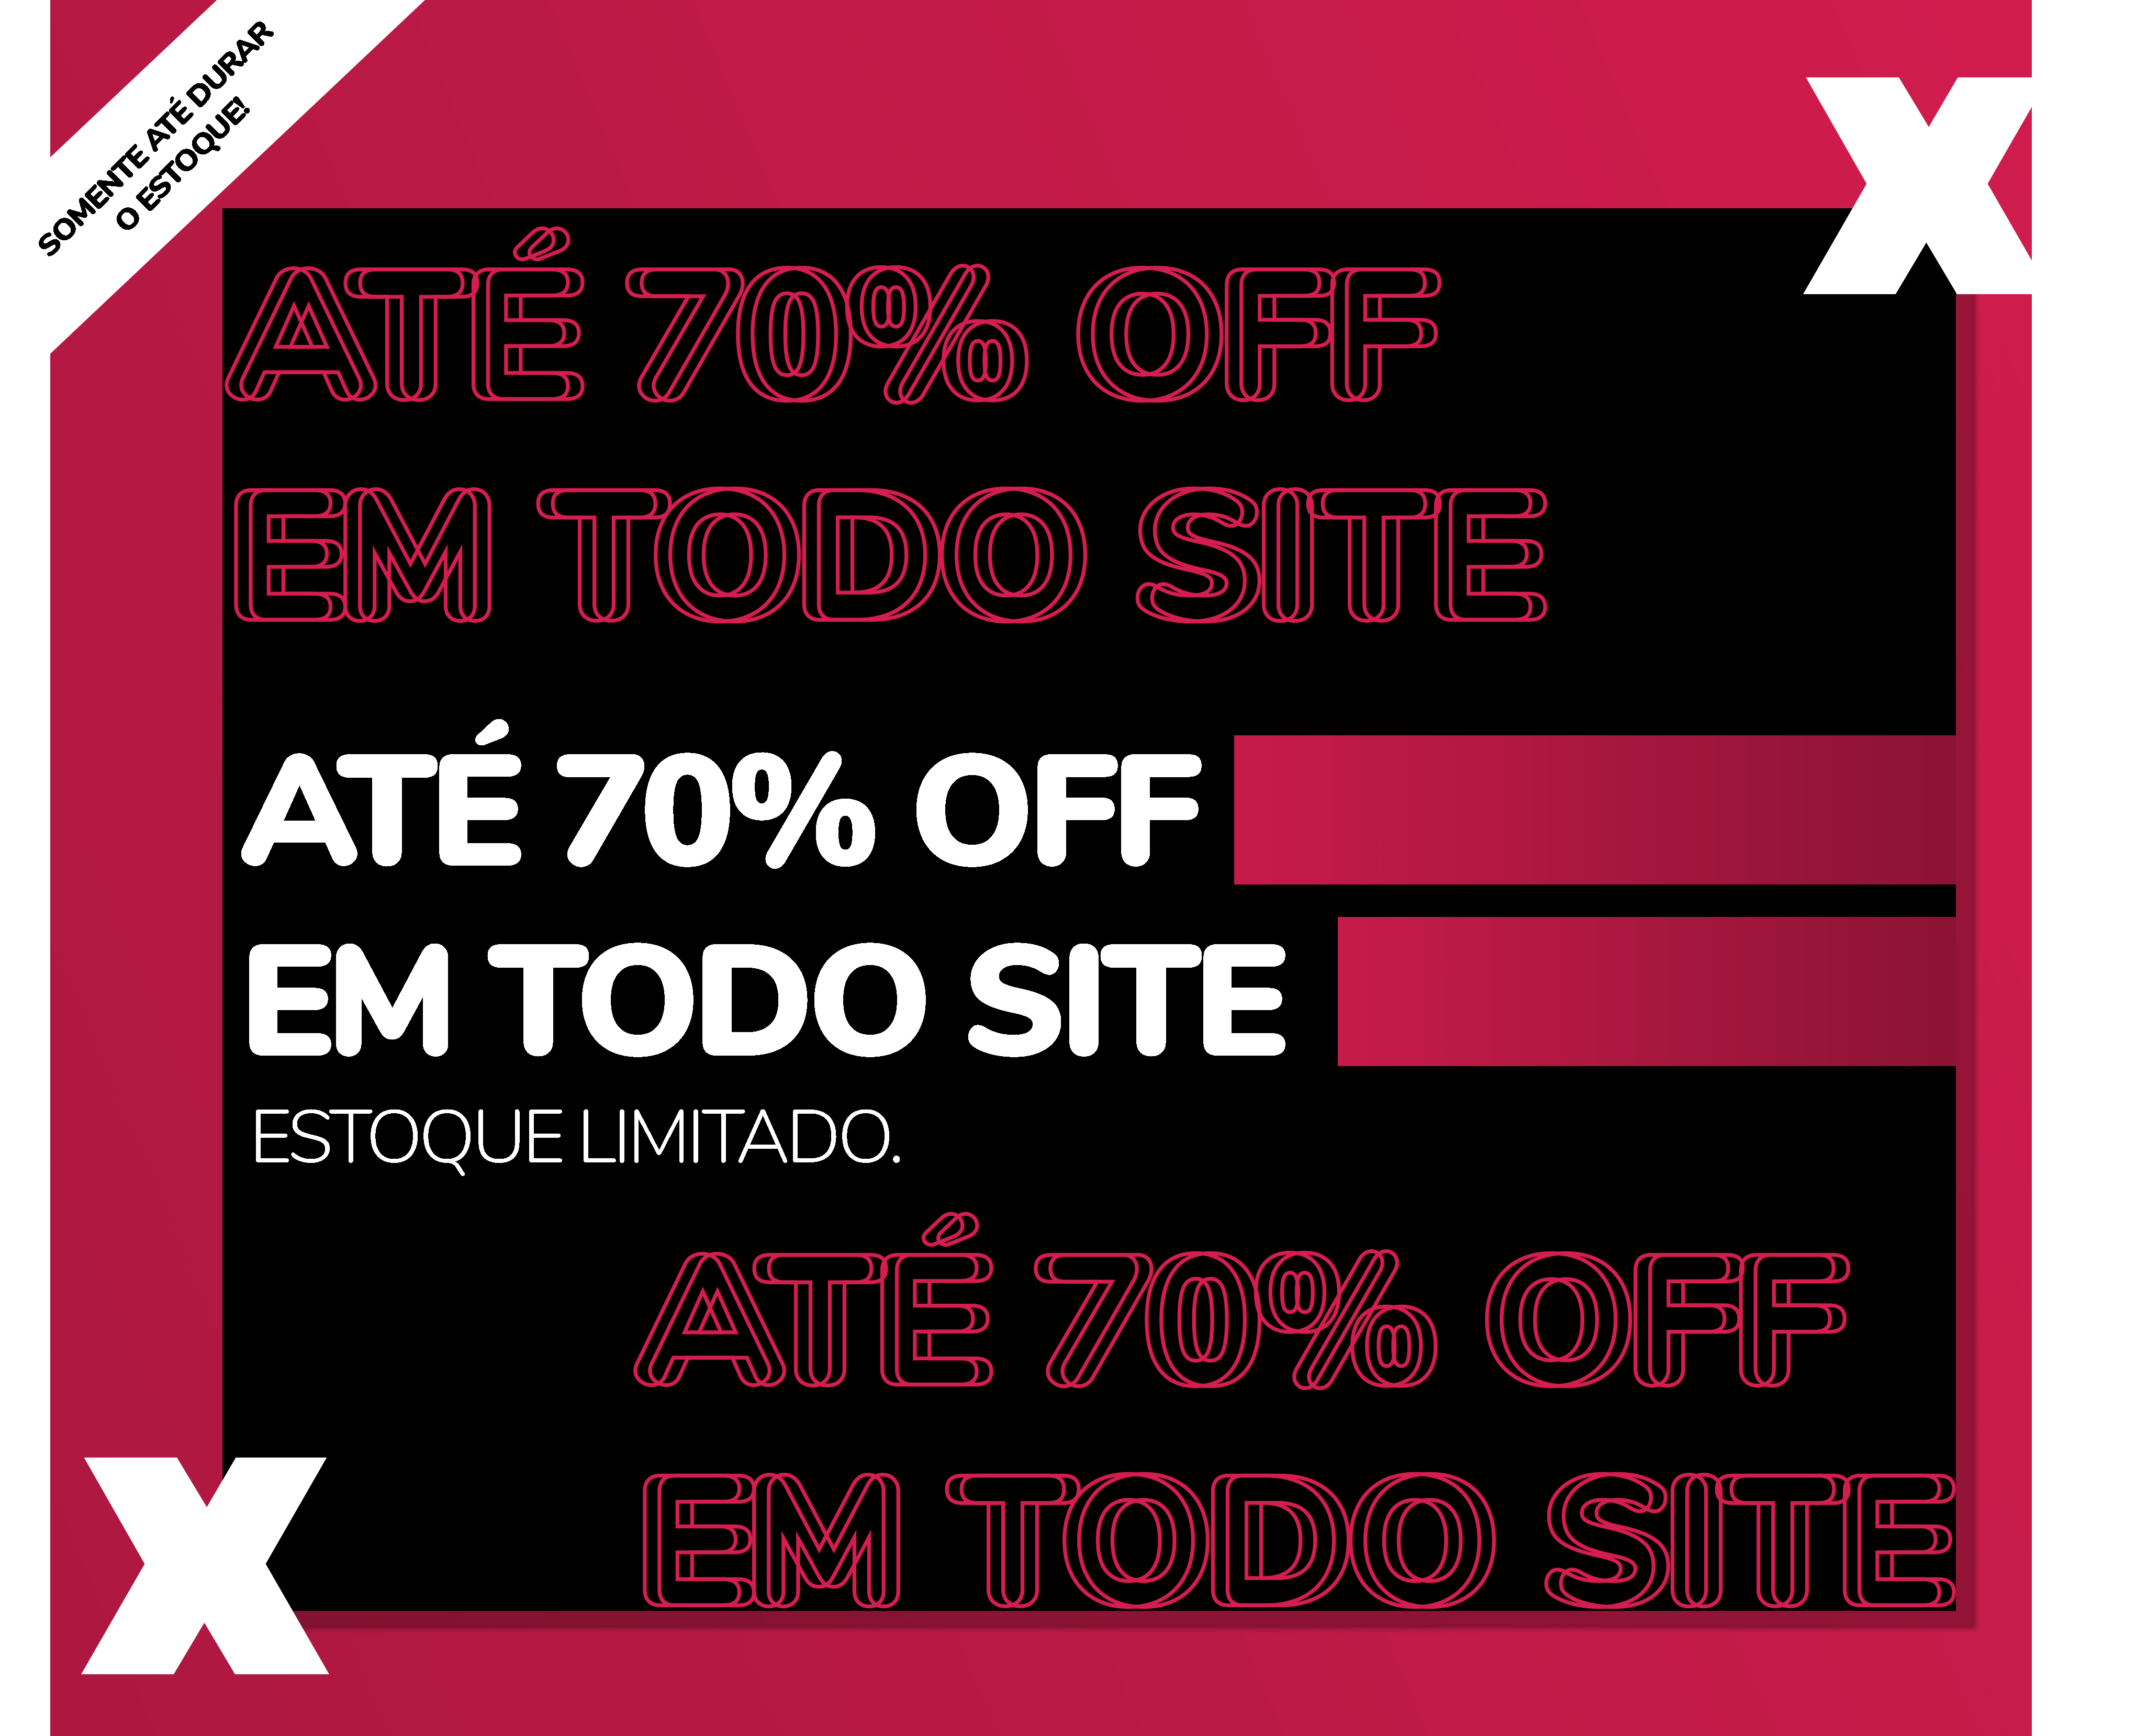 SOMENTE ATÉ DURAR
O ESTOQUE!
X
ATÉ 70% OFF
EM TODO SITE
ATÉ 70% OFF
EM TODO SITE
ESTOQUE LIMITADO.
ATÉ 70% OFF
EM TODO SITE
X